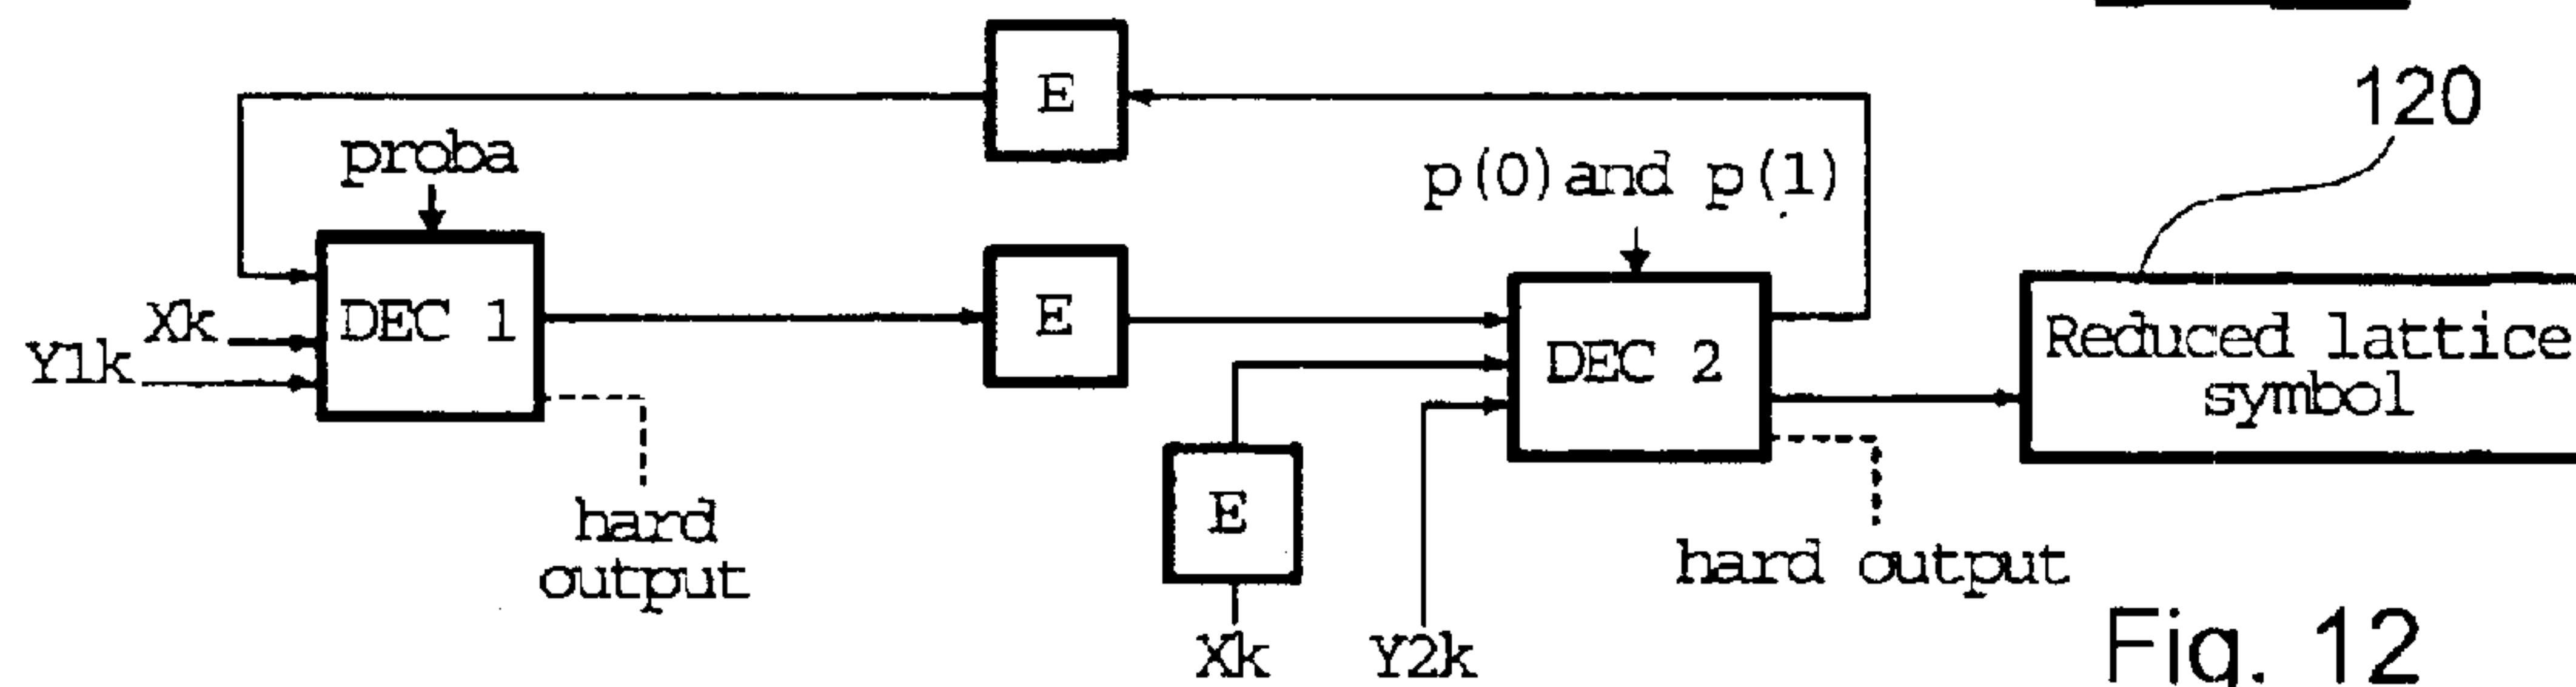 E
120
proba
p(0) and p(1)
Xk
Y1k
DEC 1
E
DEC 2
Reduced lattice
symbol
E
hard
output
hard output
Xk
Y2k
Fig. 12